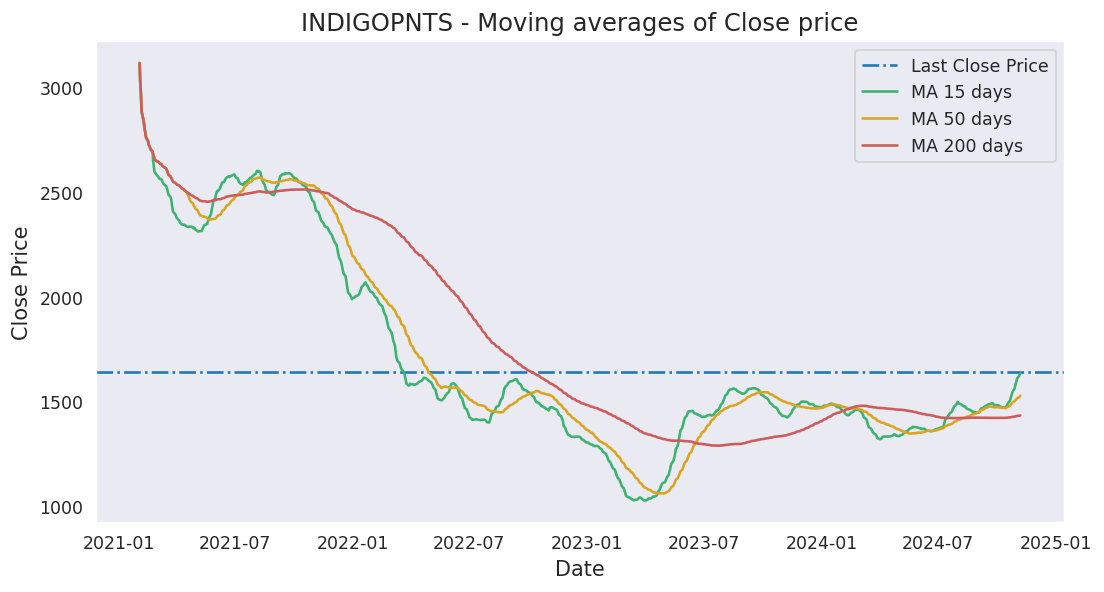 INDIGOPNTS - Moving averages of Close price
Last Close Price
MA 15 days
MA 50 days
MA 200 days
Close Price
3000
2500
2000
1500
1000
2021-01 2021-07 2022-01 2022-07 2023-01 2023-07 2024-01 2024-07 2025-01
Date